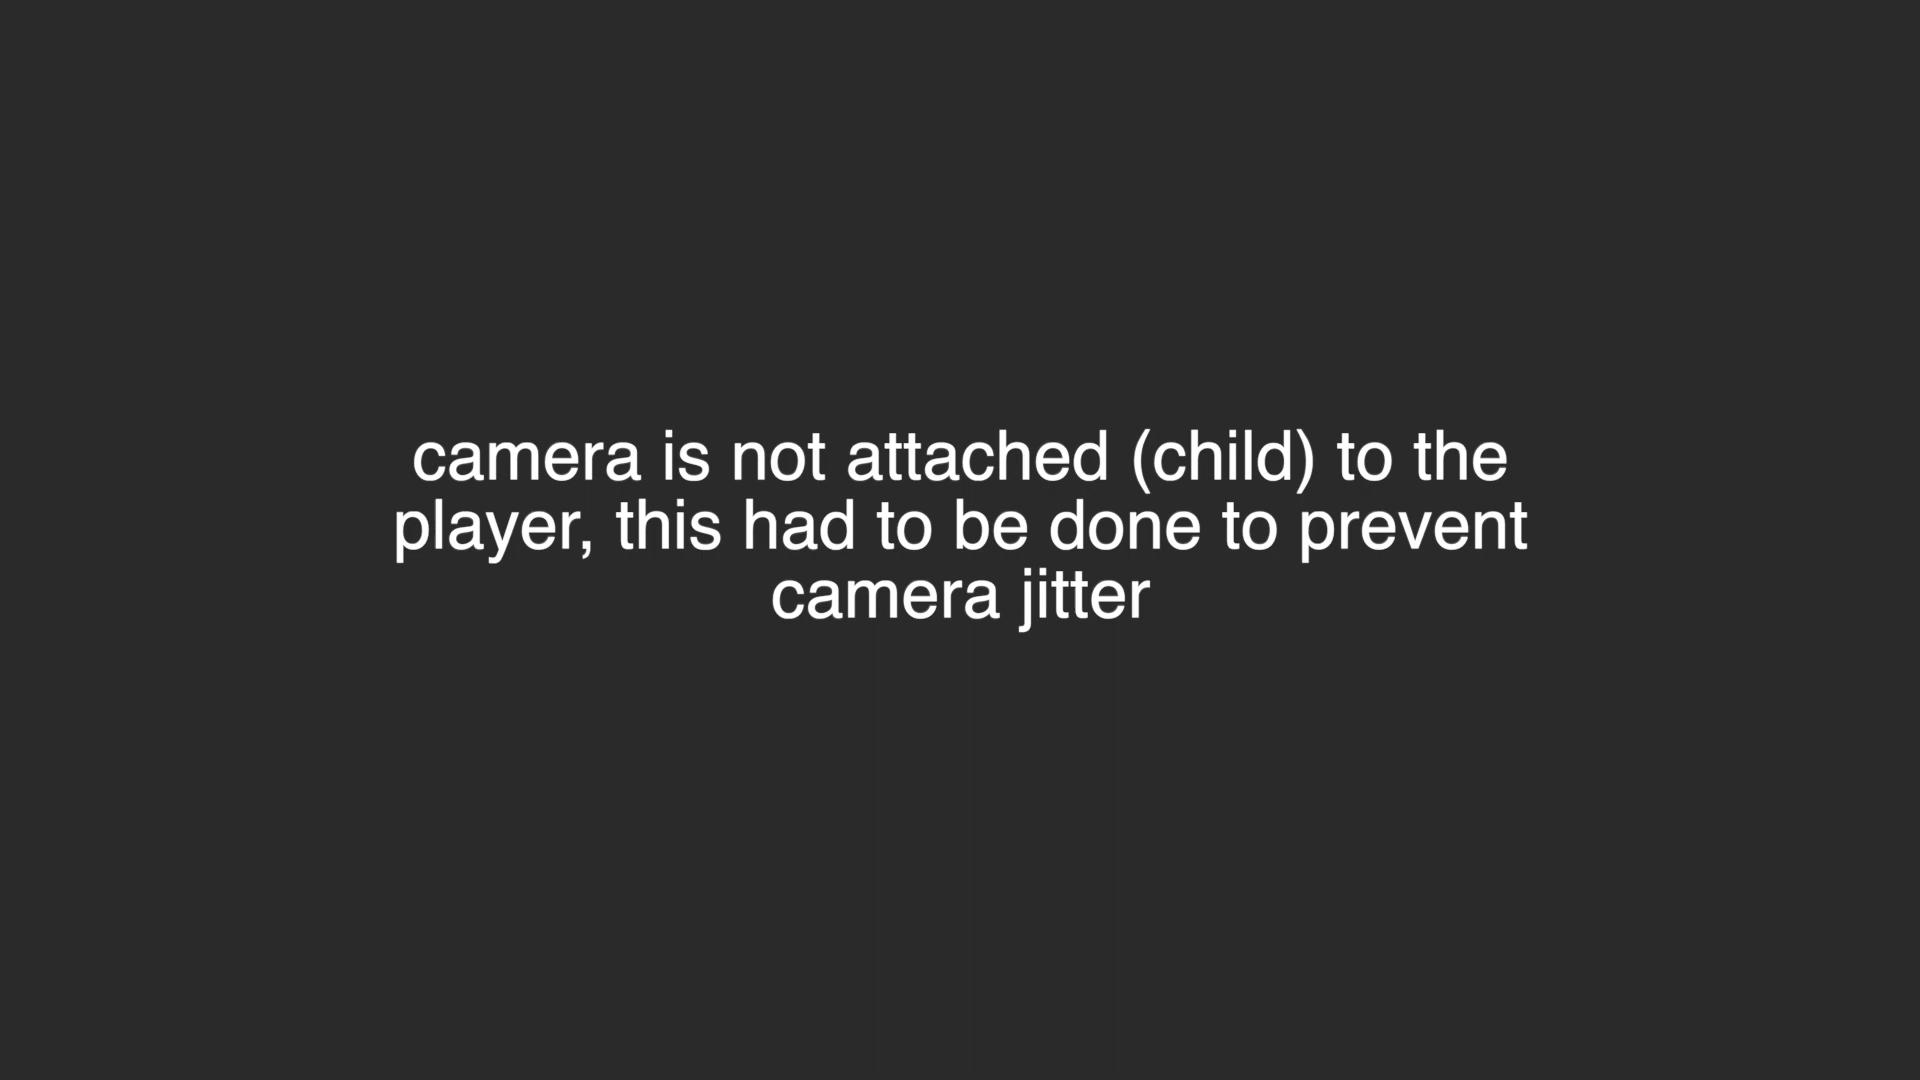 camera is not attached (child) to the
player, this had to be done to prevent
camera jitter